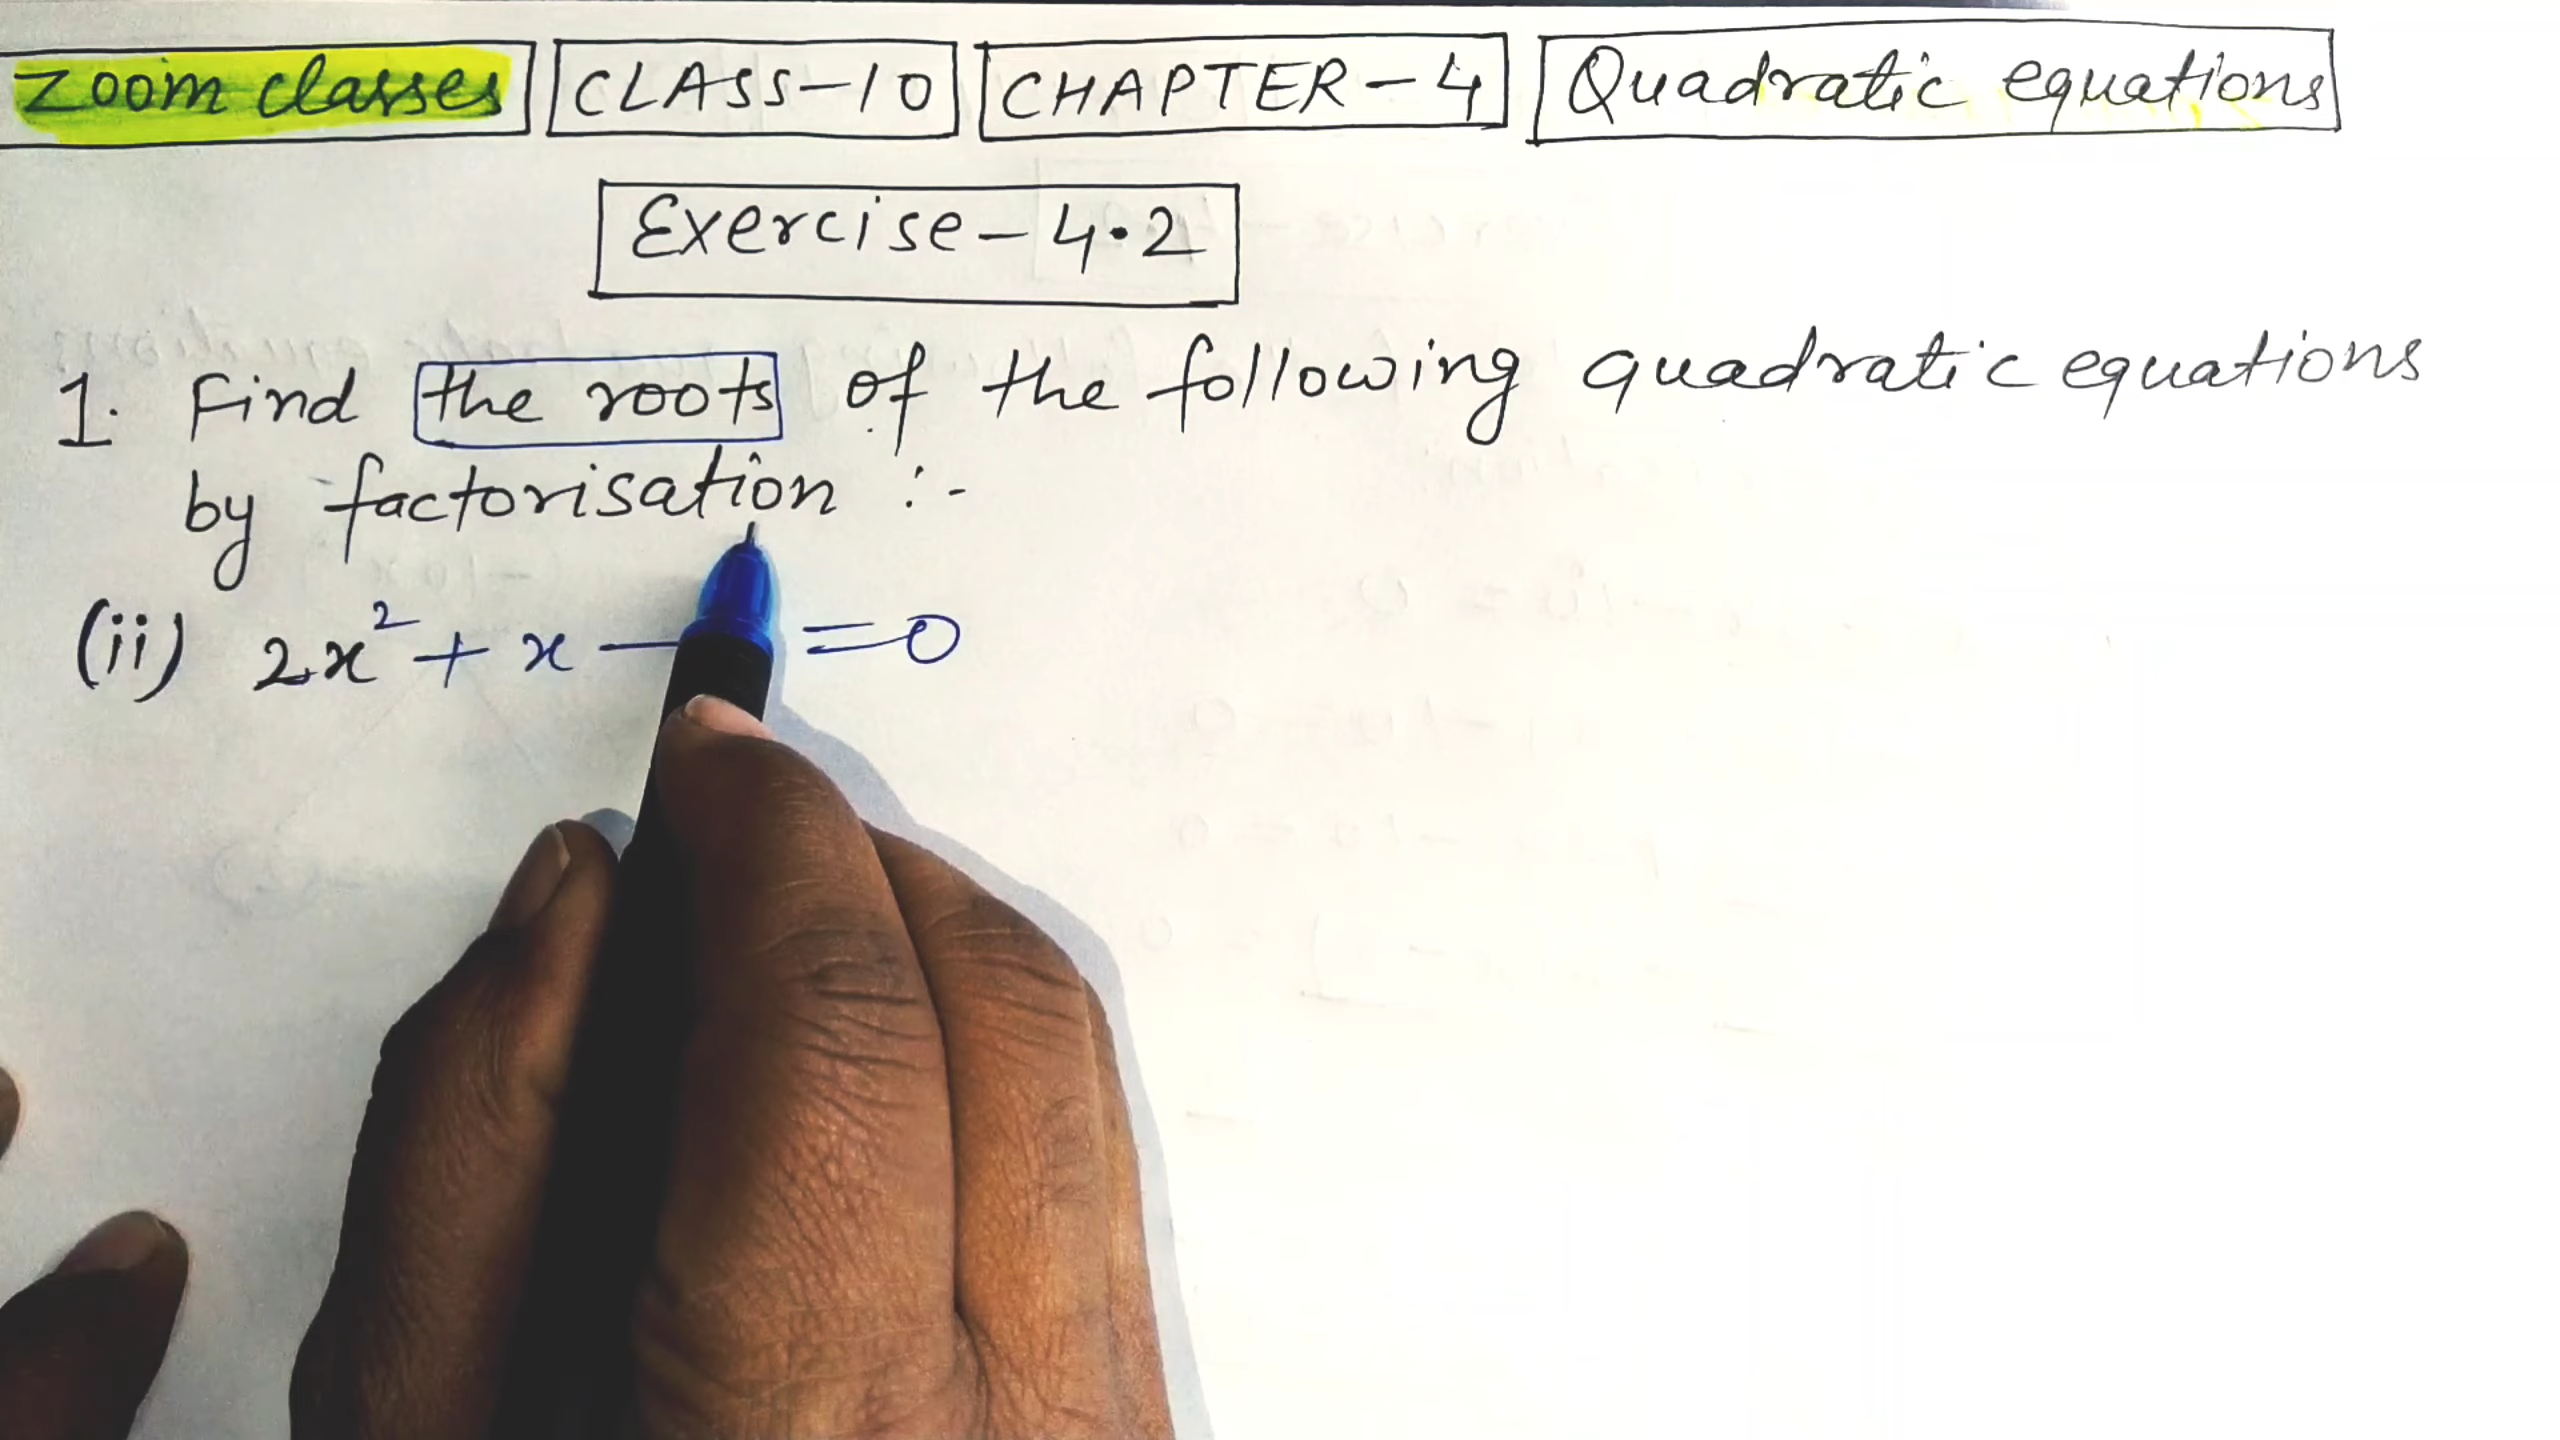 Zoom classes CLASS-10 CHAPTER-4 Quadratic equations
Exercise-4.2
1. Find the roots of the following quadratic equations
by factorisation :-
(ii) 2x² + x - = 0